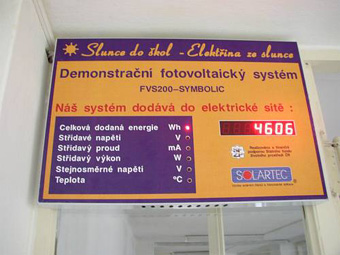 Slunce do škol - Elektřina ze slunce
Demonstrační fotovoltaický systém
FVS200-SYMBOLIC
Náš systém dodává do elektrické sítě :
Celková dodaná energie Wh
Střídavé napětí V
Střídavý proud mA
Střídavý výkon W
Stejnosměrné napětí V
Teplota °C
4606
SOLARTEC